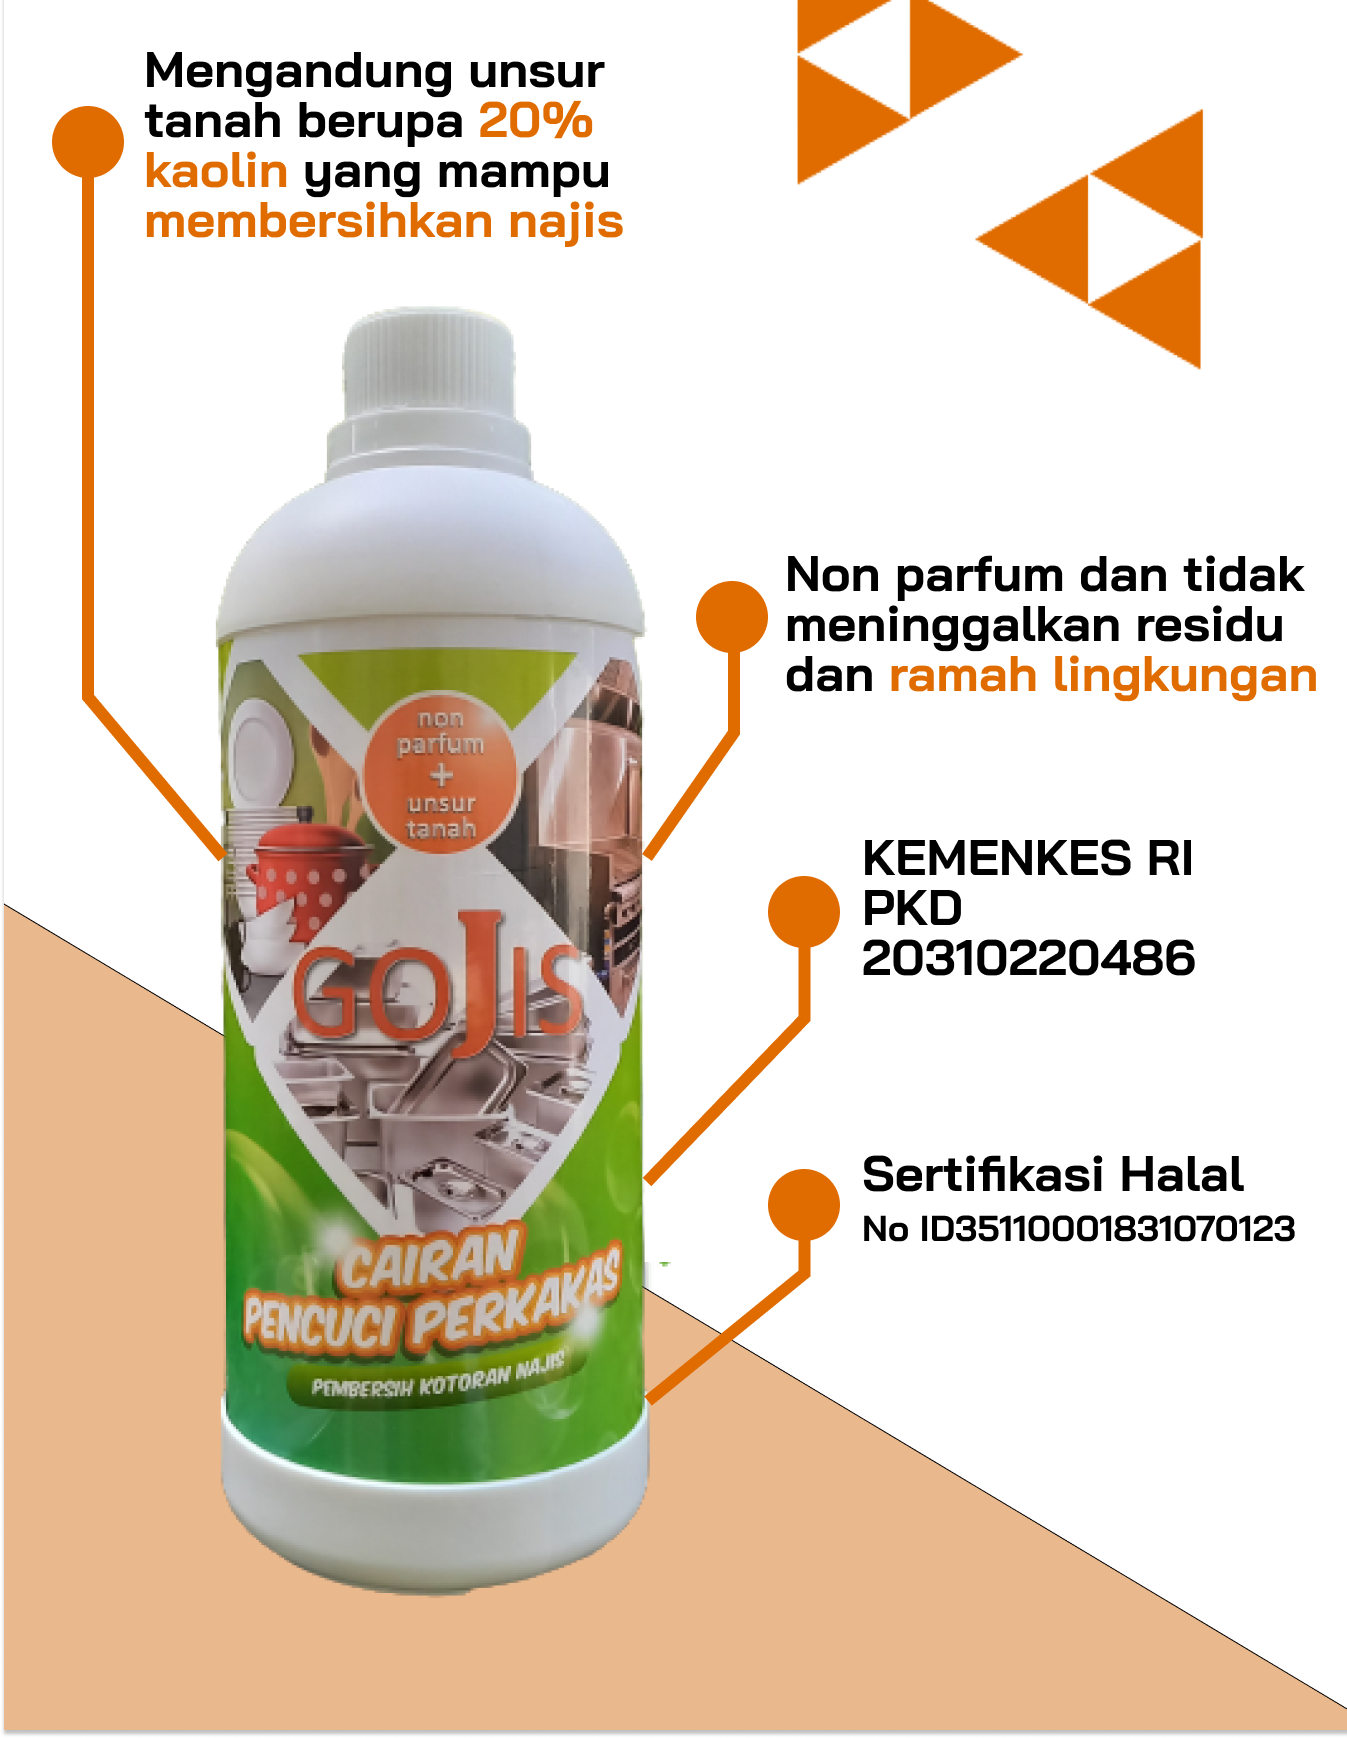 Mengandung unsur
tanah berupa 20%
kaolin yang mampu
membersihkan najis
Non parfum dan tidak
meninggalkan residu
dan ramah lingkungan
KEMENKES RI
PKD
20310220486
Sertifikasi Halal
No ID35110001831070123
non
parfum
+
unsur
tanah
GOJIS
CAIRAN
PENCUCI PERKAKAS
PEMBERSIH KOTORAN NAJIS